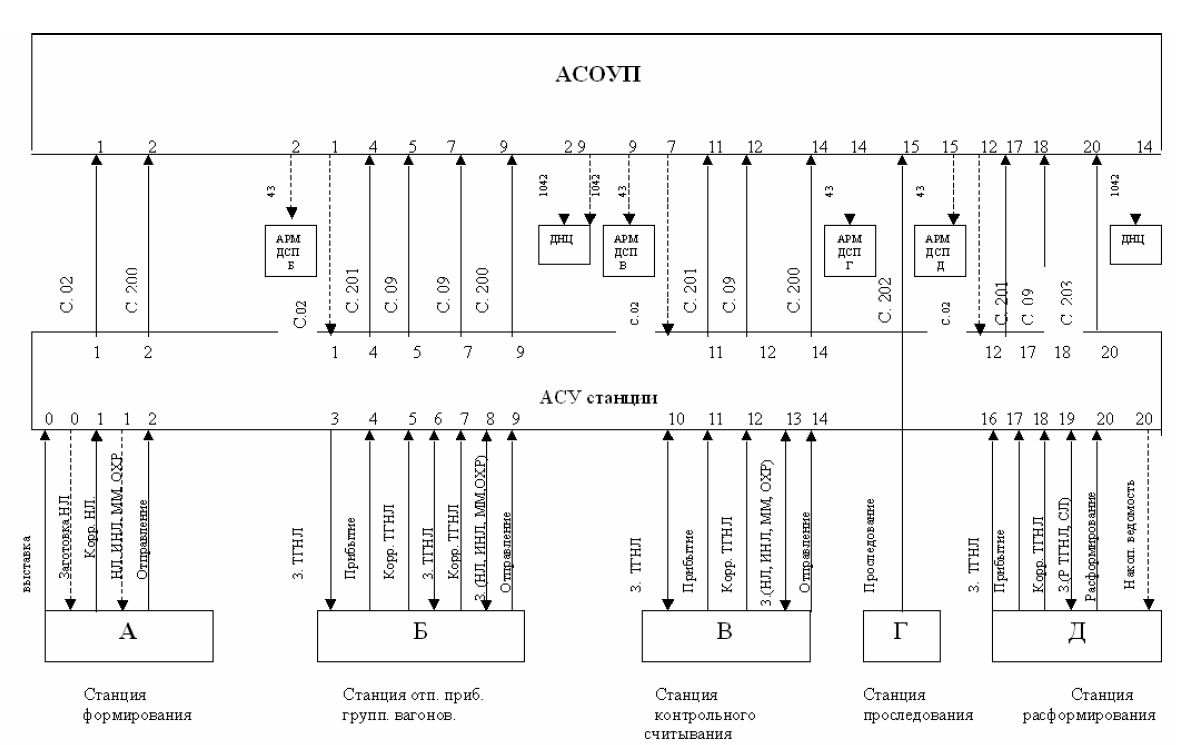 АСОУП
1 2 2 1 4 5 7 9 2 9 9 7 11 12 14 14 15 15 12 17 18 20 14
43 1042 1042 43 43 43 1042
АРМ ДСП Б
ДНЦ
АРМ ДСП В
АРМ ДСП Г
АРМ ДСП Д
ДНЦ
С. 02
С. 200
С.02
С. 201
С. 09
С. 09
С. 200
с. 02
С. 201
С. 09
С. 200
С. 202
с. 02
С. 201
С. 09
С. 203
1 2 1 4 5 7 9 11 12 14 12 17 18 20
АСУ станции
0 0 1 1 2 3 4 5 6 7 8 9 10 11 12 13 14 16 17 18 19 20 20
выставка
Заготовка НЛ
Корр. НЛ.
НЛ, ИНЛ, ММ, ОХР.
Отправление
З. ТГНЛ
Прибытие
Корр. ТГНЛ
З. ТГНЛ
Корр. ТГНЛ
З.(НЛ, ИНЛ, ММ,ОХР)
Отправление
З. ТГНЛ
Прибытие
Корр. ТГНЛ
З.(НЛ, ИНЛ, ММ, ОХР)
Отправление
Проследование
З. ТГНЛ
Прибытие
Корр. ТГНЛ
З.(Р ТГНЛ, СЛ)
Расформирование
Накоп. ведомость
А
Б
В
Г
Д
Станция
формирования
Станция отп. приб.
групп. вагонов.
Станция
контрольного
считывания
Станция
проследования
Станция
расформирования